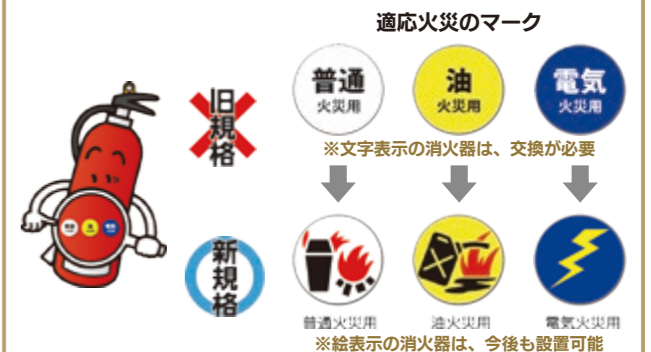 適応火災のマーク
旧規格
普通
火災用
油
火災用
電気
火災用
※文字表示の消火器は、交換が必要
新規格
普通火災用
油火災用
電気火災用
※絵表示の消火器は、今後も設置可能